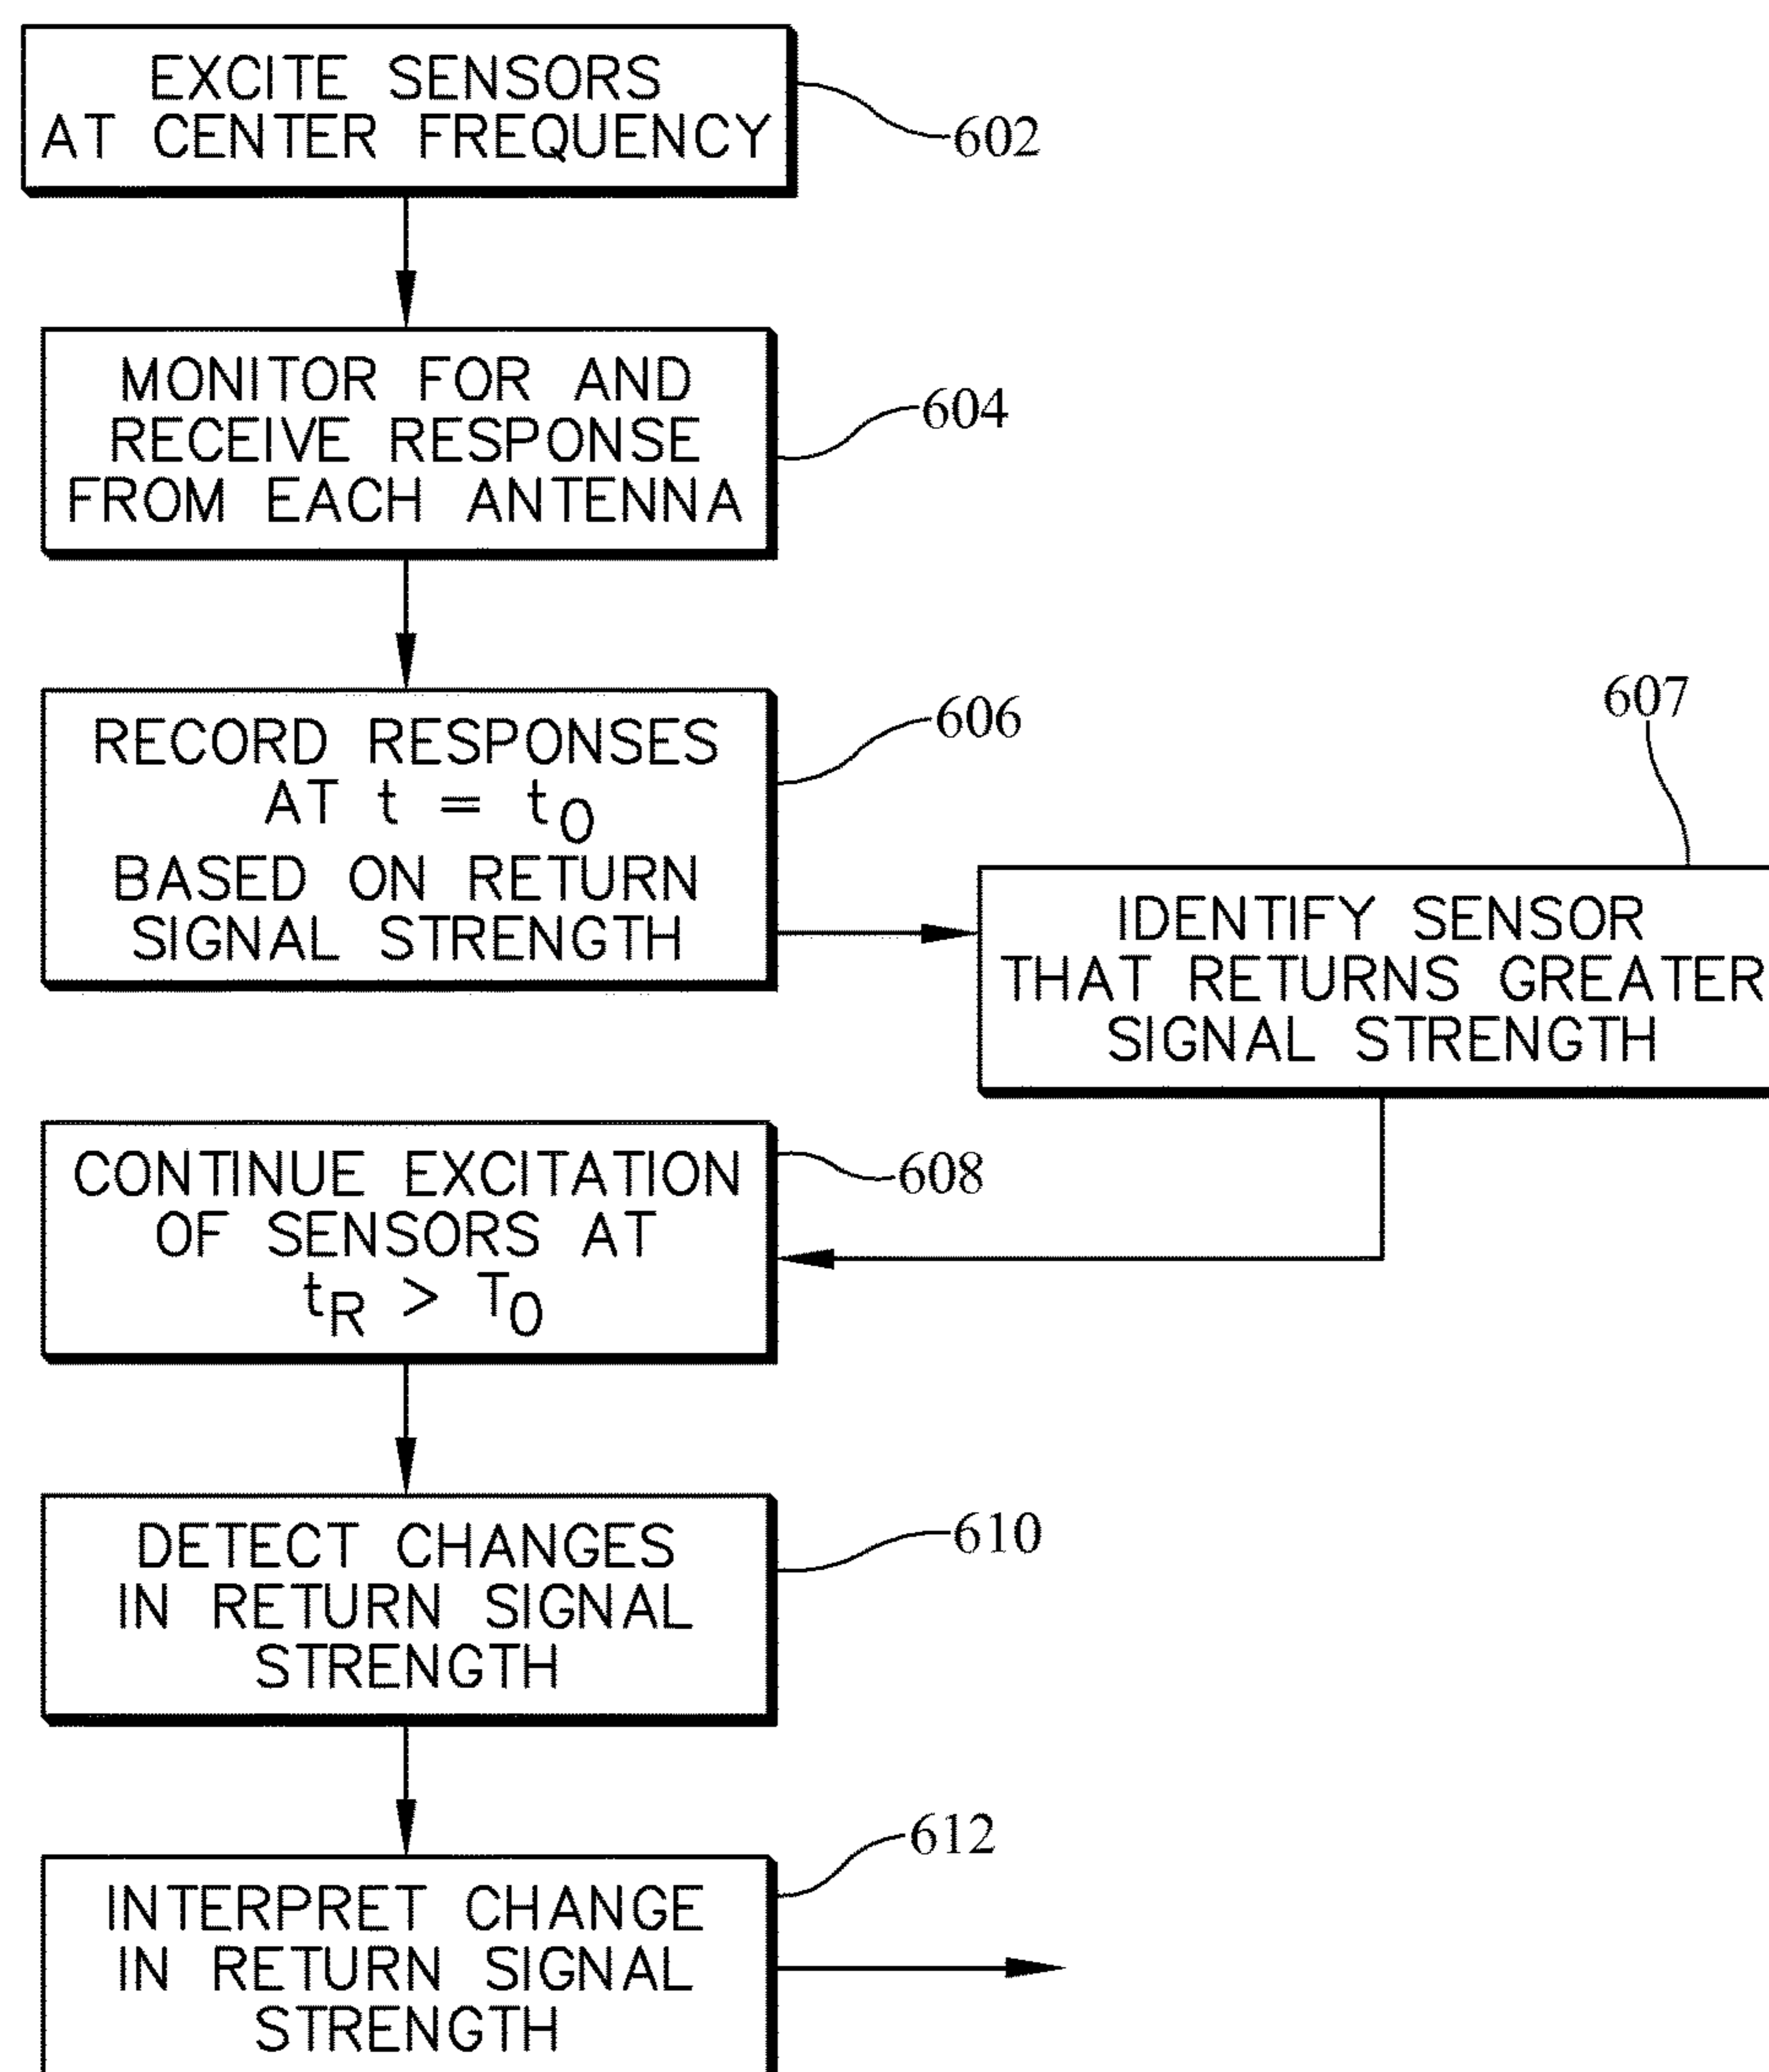 EXCITE SENSORS
AT CENTER FREQUENCY
602
MONITOR FOR AND
RECEIVE RESPONSE
FROM EACH ANTENNA
604
RECORD RESPONSES
AT t = t0
BASED ON RETURN
SIGNAL STRENGTH
606
607
IDENTIFY SENSOR
THAT RETURNS GREATER
SIGNAL STRENGTH
CONTINUE EXCITATION
OF SENSORS AT
tR > T0
608
DETECT CHANGES
IN RETURN SIGNAL
STRENGTH
610
INTERPRET CHANGE
IN RETURN SIGNAL
STRENGTH
612